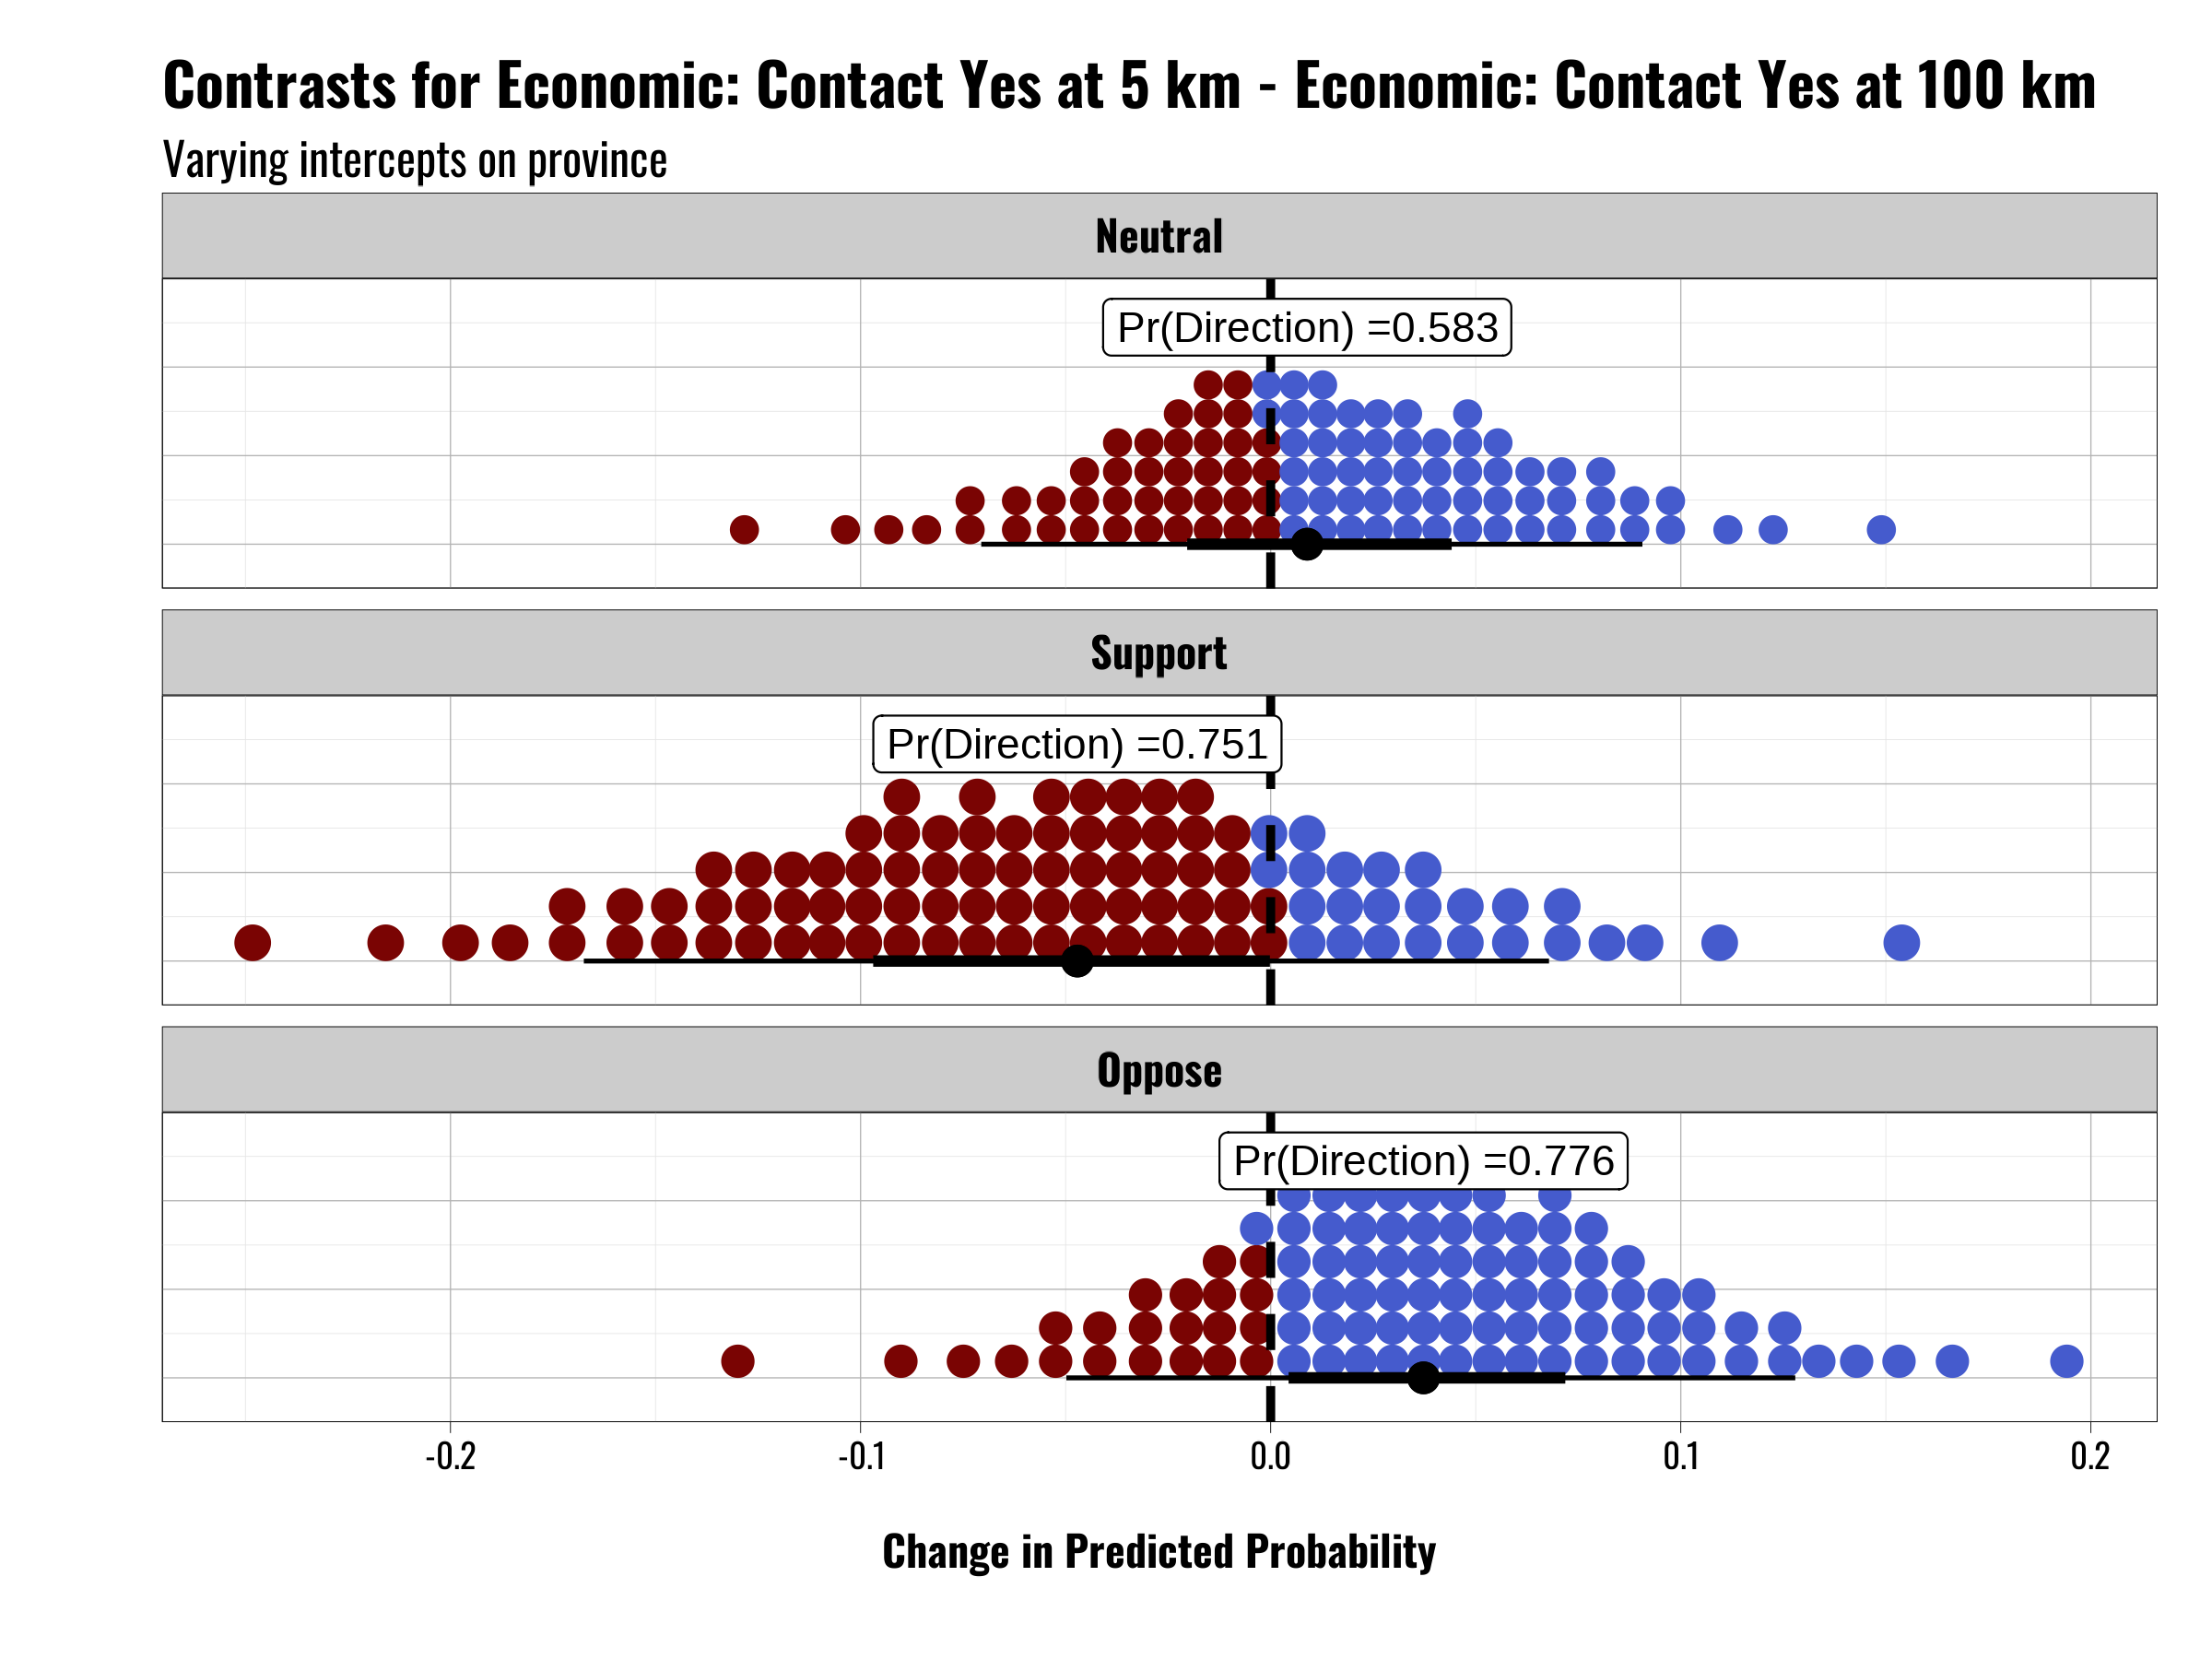 Contrasts for Economic: Contact Yes at 5 km - Economic: Contact Yes at 100 km
Varying intercepts on province
Neutral
Pr(Direction) =0.583
Support
Pr(Direction) =0.751
Oppose
Pr(Direction) =0.776
-0.2 -0.1 0.0 0.1 0.2
Change in Predicted Probability